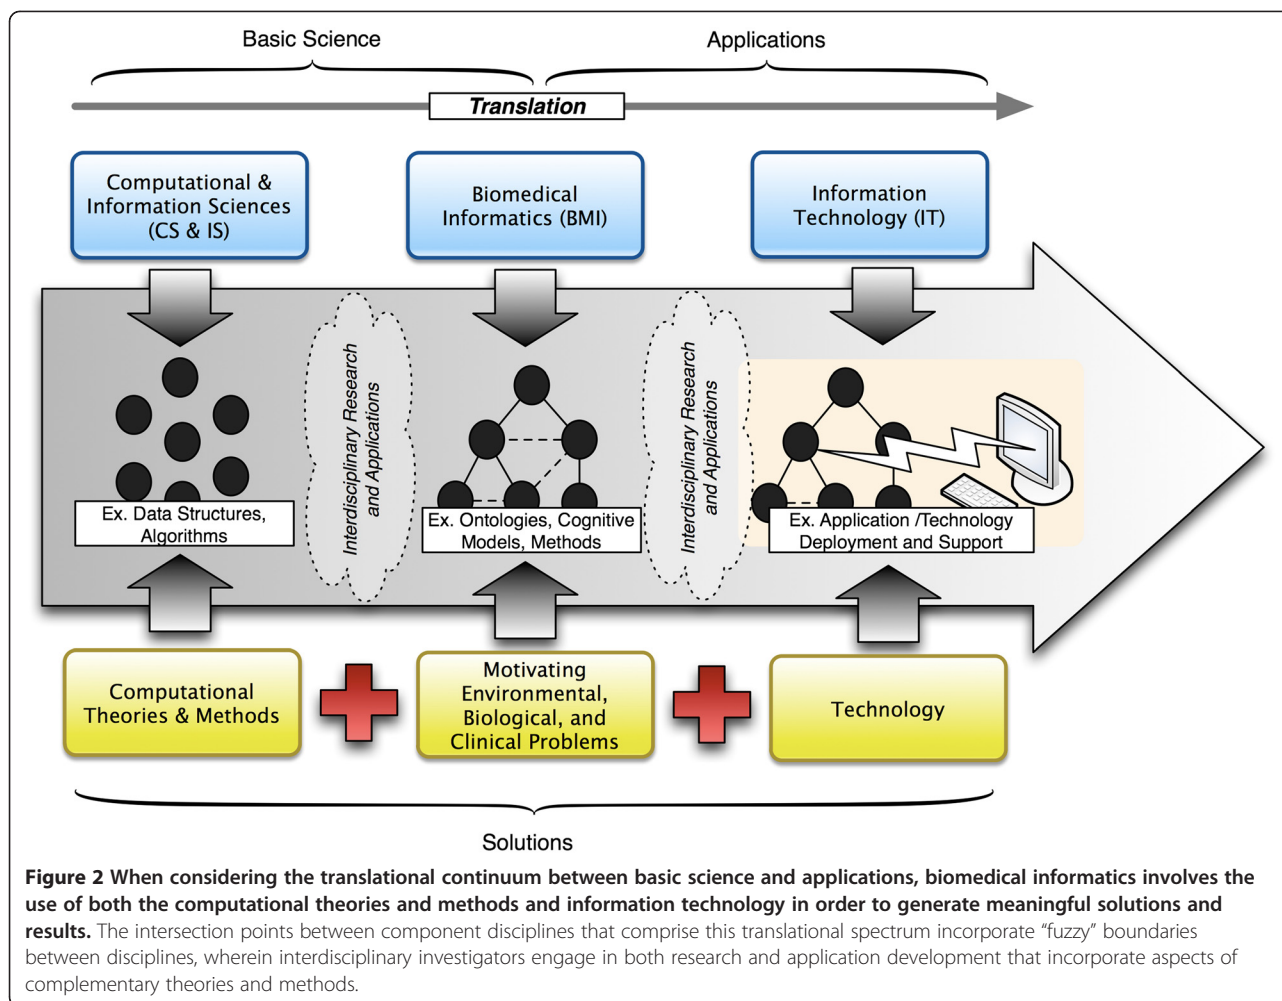 Basic Science
Applications
Translation
Computational &
Information Sciences
(CS & IS)
Biomedical
Informatics (BMI)
Information
Technology (IT)
Interdisciplinary Research
and Applications
Interdisciplinary Research
and Applications
Ex. Data Structures,
Algorithms
Ex. Ontologies, Cognitive
Models, Methods
Ex. Application /Technology
Deployment and Support
Computational
Theories & Methods
Motivating
Environmental,
Biological, and
Clinical Problems
Technology
Solutions
Figure 2 When considering the translational continuum between basic science and applications, biomedical informatics involves the
use of both the computational theories and methods and information technology in order to generate meaningful solutions and
results. The intersection points between component disciplines that comprise this translational spectrum incorporate “fuzzy” boundaries
between disciplines, wherein interdisciplinary investigators engage in both research and application development that incorporate aspects of
complementary theories and methods.